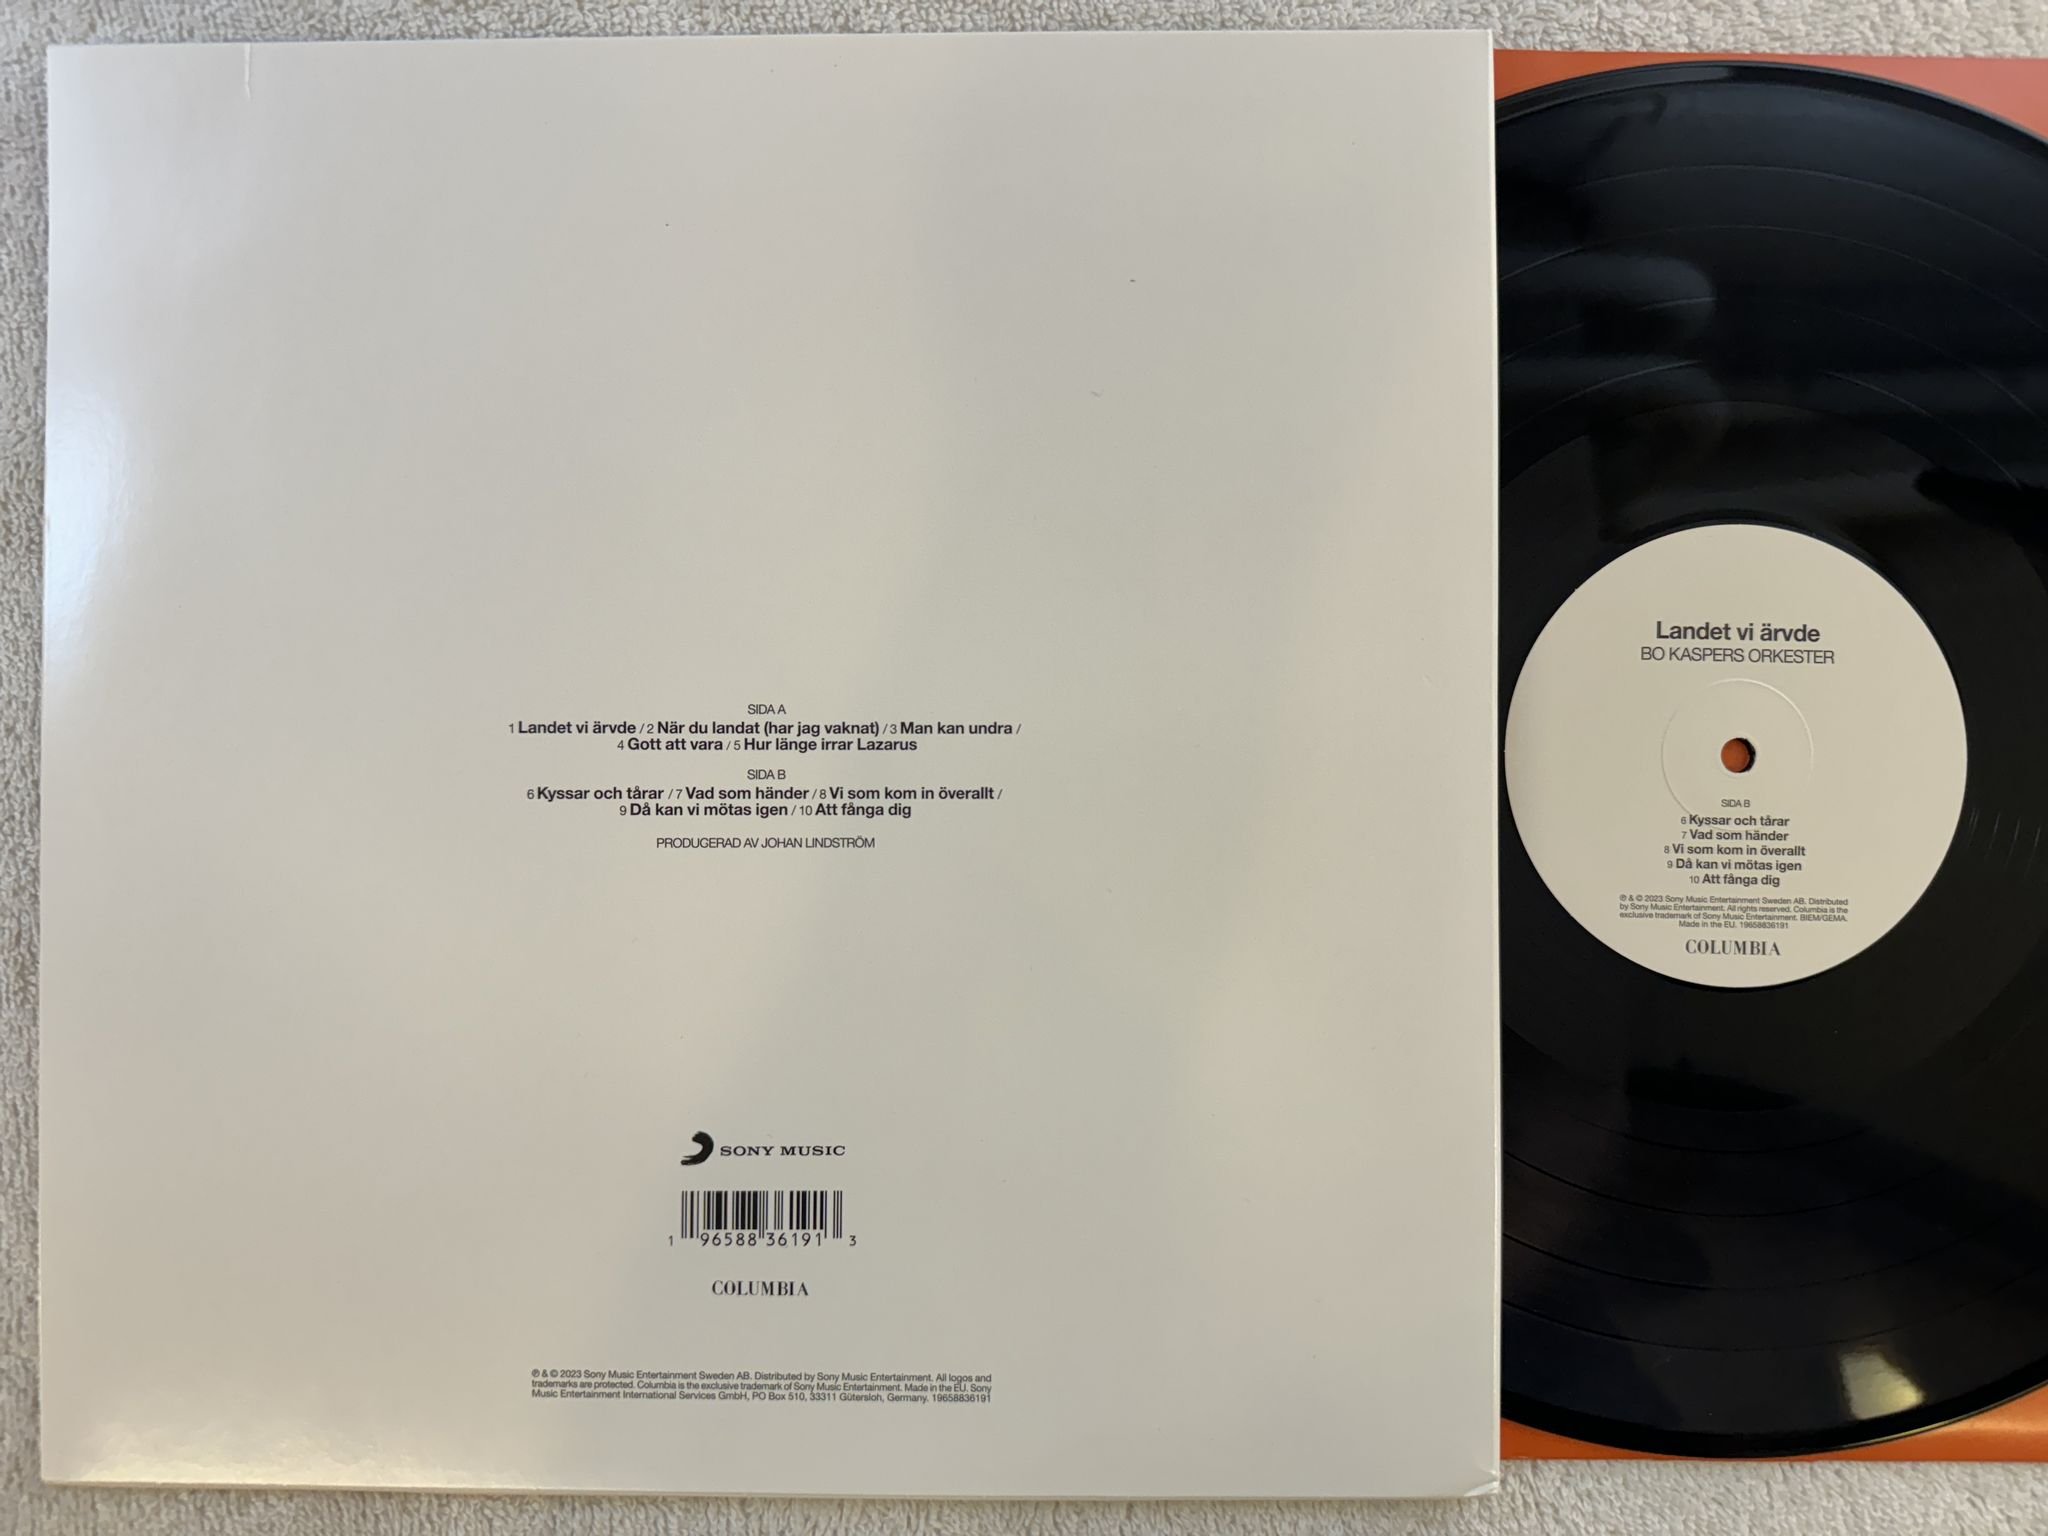 SIDA A
1 Landet vi ärvde / 2 När du landat (har jag vaknat) / 3 Man kan undra /
4 Gott att vara / 5 Hur länge irrar Lazarus
SIDA B
6 Kyssar och tårar / 7 Vad som händer / 8 Vi som kom in överallt /
9 Då kan vi mötas igen / 10 Att fånga dig
PRODUGERAD AV JOHAN LINDSTRÖM
SONY MUSIC
1 96588 36191 3
COLUMBIA
℗ & © 2023 Sony Music Entertainment Sweden AB. Distributed by Sony Music Entertainment. All logos and
trademarks are protected. Columbia is the exclusive trademark of Sony Music Entertainment. Made in the EU. Sony
Music Entertainment International Services GmbH, PO Box 510, 33311 Gütersloh, Germany. 19658836191
Landet vi ärvde
BO KASPERS ORKESTER
SIDA B
6 Kyssar och tårar
7 Vad som händer
8 Vi som kom in överallt
9 Då kan vi mötas igen
10 Att fånga dig
℗ & © 2023 Sony Music Entertainment Sweden AB. Distributed
by Sony Music Entertainment. All rights reserved. Columbia is the
exclusive trademark of Sony Music Entertainment. BIEM/GEMA.
Made in the EU. 19658836191
COLUMBIA